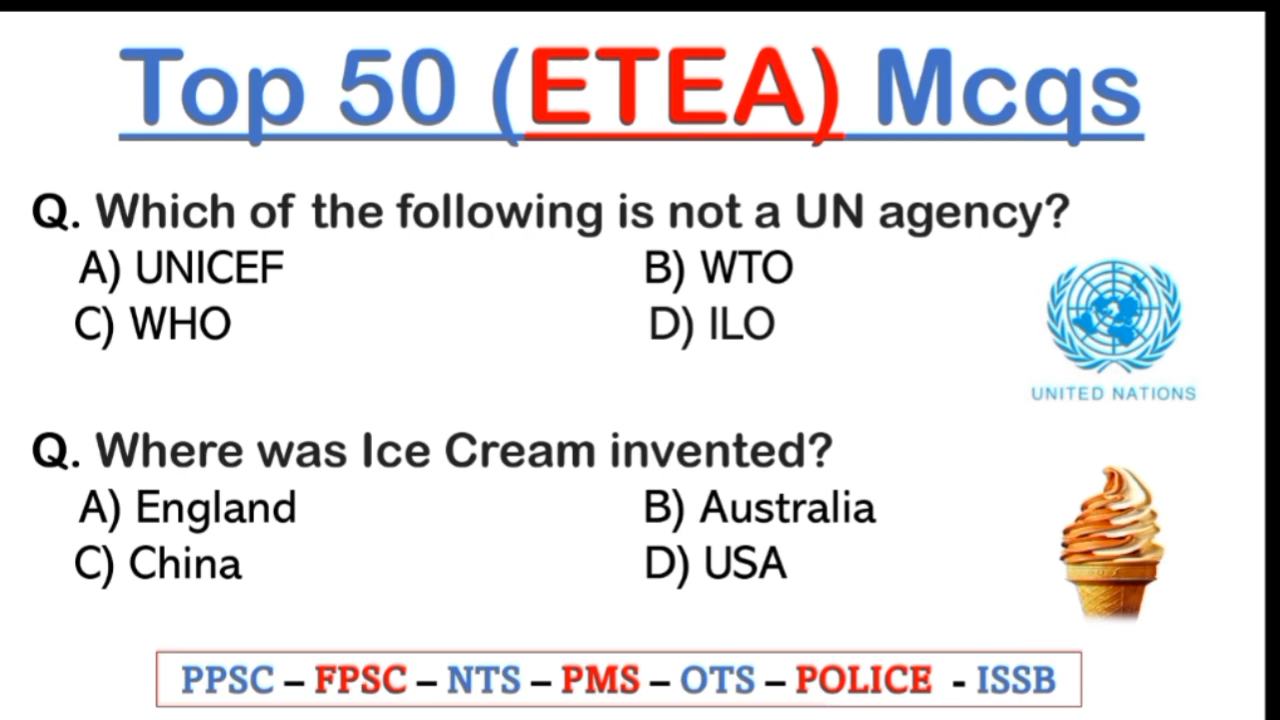 Top 50 (ETEA) Mcqs
Q. Which of the following is not a UN agency?
A) UNICEF B) WTO
C) WHO D) ILO
UNITED NATIONS
Q. Where was Ice Cream invented?
A) England B) Australia
C) China D) USA
PPSC – FPSC – NTS – PMS – OTS – POLICE - ISSB